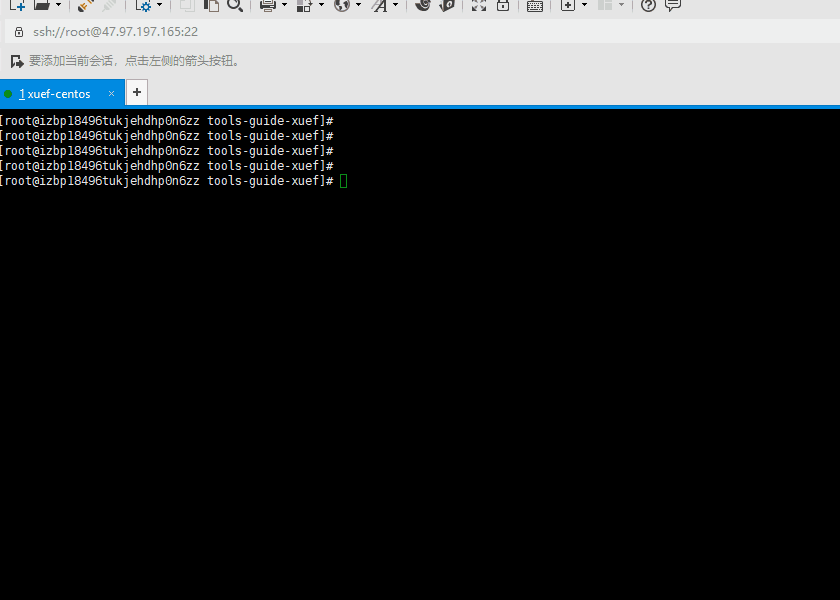 ssh://root@47.97.197.165:22
要添加当前会话，点击左侧的箭头按钮。
1 xuef-centos × +
[root@izbp18496tukjehdhp0n6zz tools-guide-xuef]#
[root@izbp18496tukjehdhp0n6zz tools-guide-xuef]#
[root@izbp18496tukjehdhp0n6zz tools-guide-xuef]#
[root@izbp18496tukjehdhp0n6zz tools-guide-xuef]#
[root@izbp18496tukjehdhp0n6zz tools-guide-xuef]#